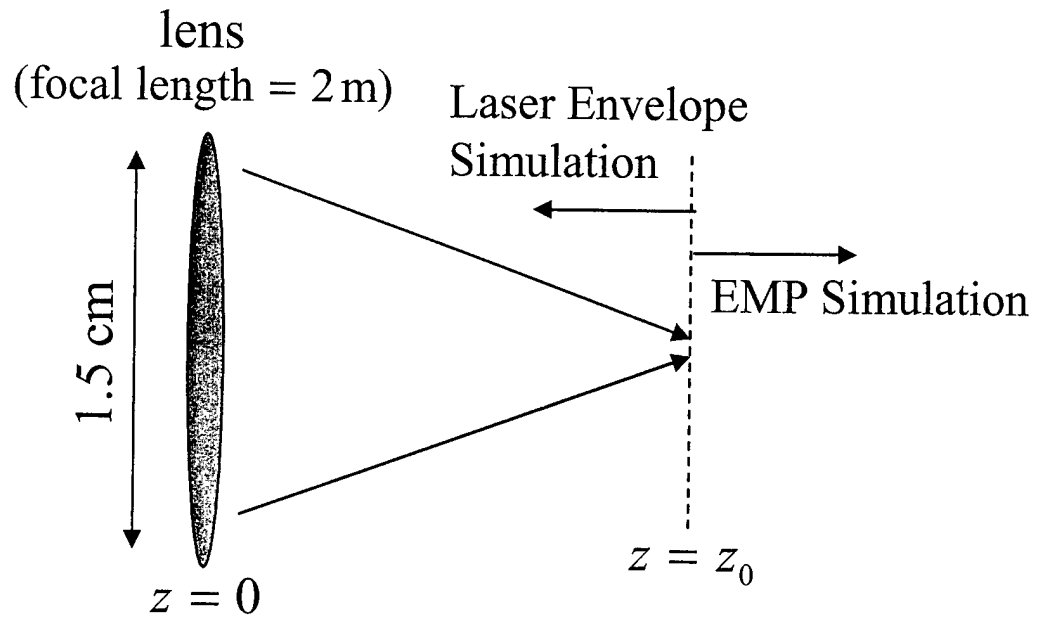 lens
(focal length = 2 m)
Laser Envelope
Simulation
EMP Simulation
1.5 cm
z = 0
z = z₀